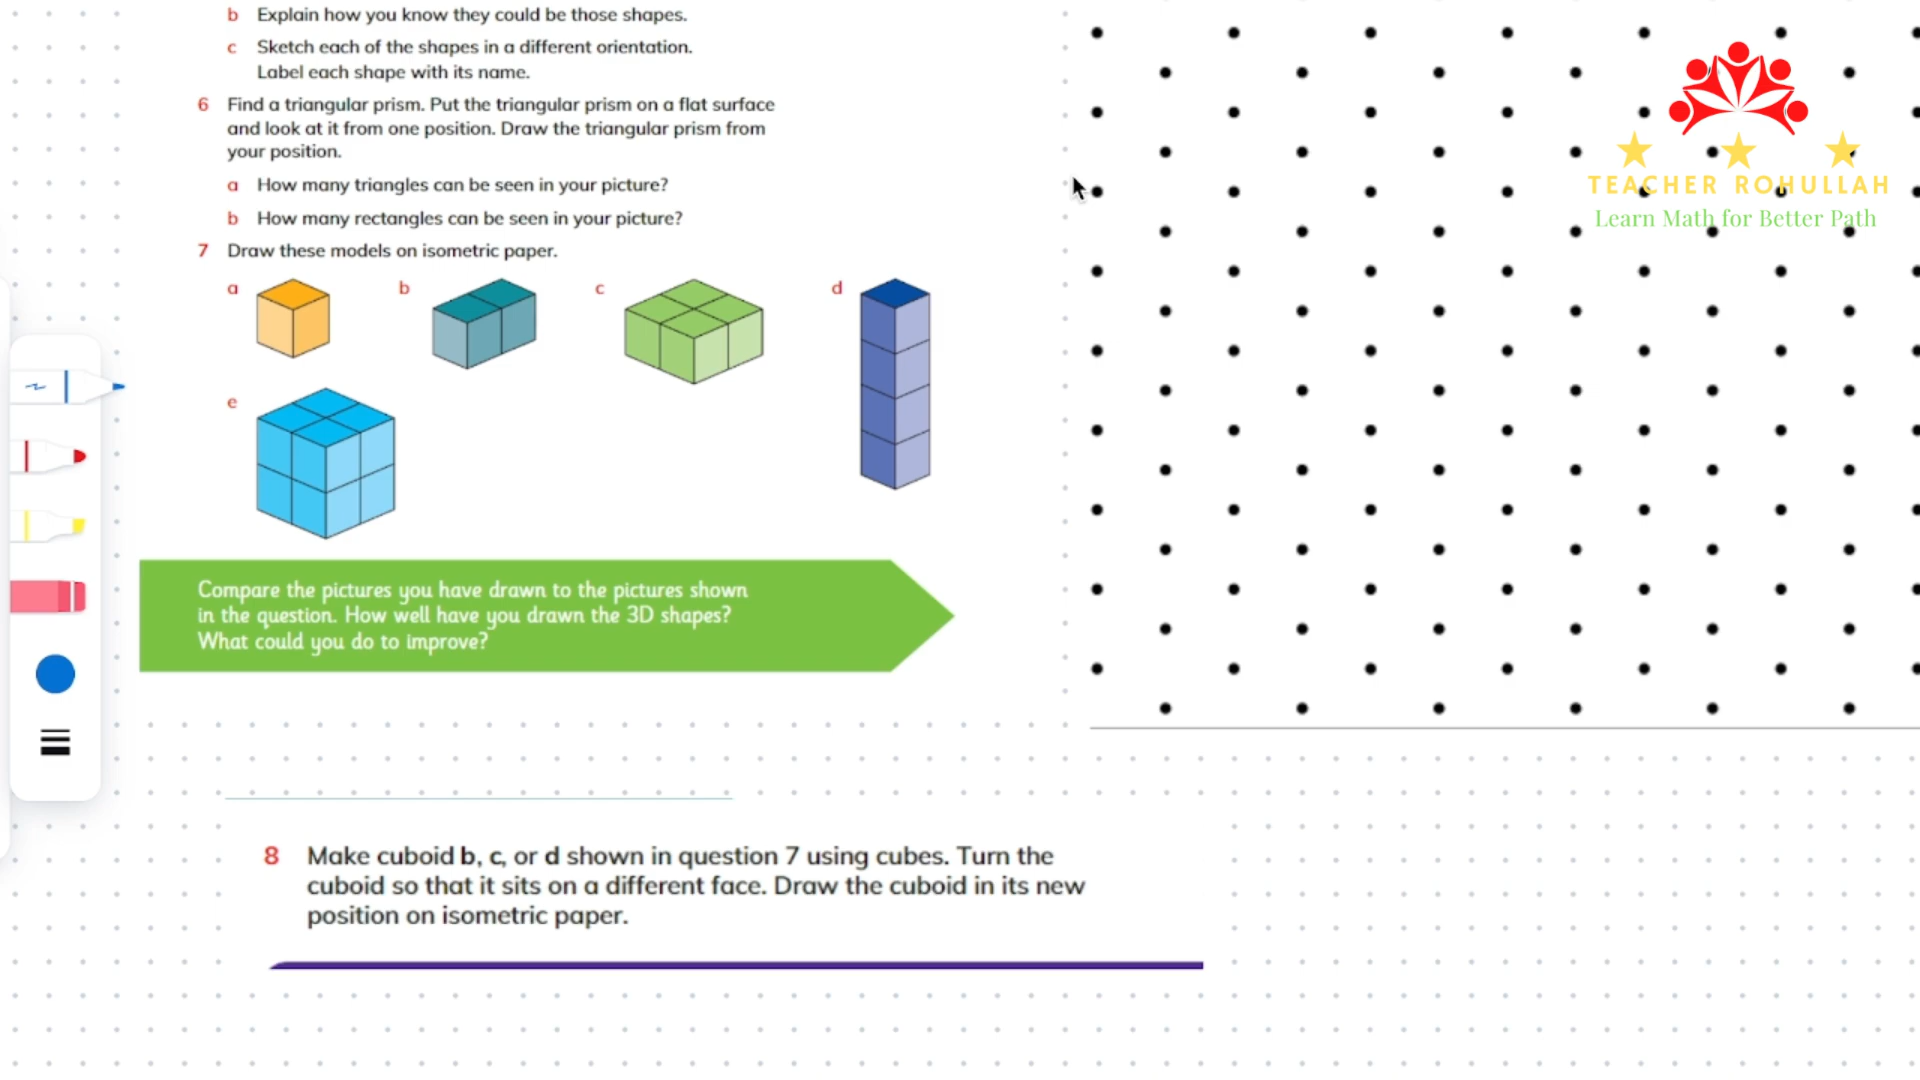 b Explain how you know they could be those shapes.
c Sketch each of the shapes in a different orientation.
Label each shape with its name.
6 Find a triangular prism. Put the triangular prism on a flat surface
and look at it from one position. Draw the triangular prism from
your position.
a How many triangles can be seen in your picture?
b How many rectangles can be seen in your picture?
7 Draw these models on isometric paper.
a b c d
e
Compare the pictures you have drawn to the pictures shown
in the question. How well have you drawn the 3D shapes?
What could you do to improve?
8 Make cuboid b, c, or d shown in question 7 using cubes. Turn the
cuboid so that it sits on a different face. Draw the cuboid in its new
position on isometric paper.
TEACHER ROHULLAH
Learn Math for Better Path